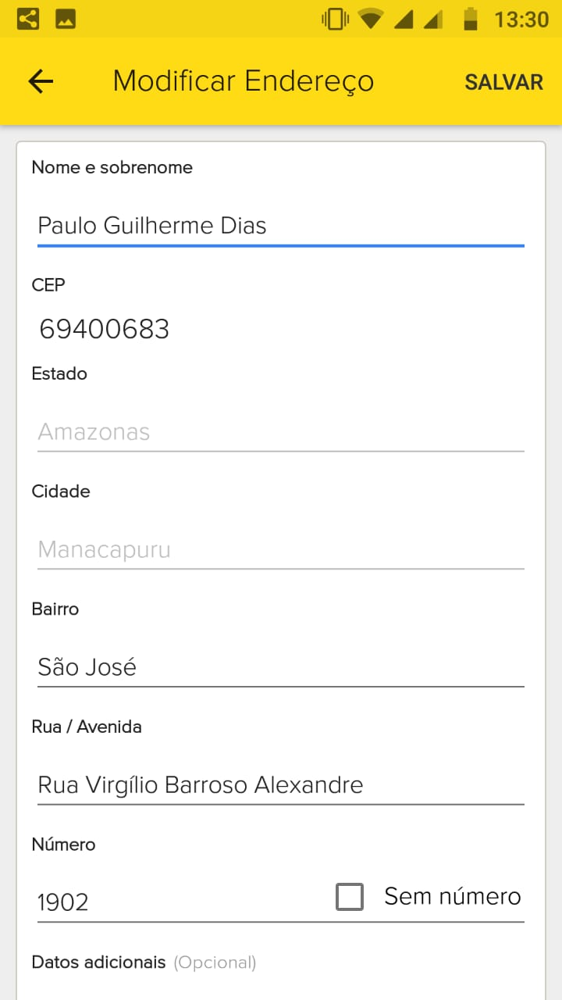 13:30
Modificar Endereço SALVAR
Nome e sobrenome
Paulo Guilherme Dias
CEP
69400683
Estado
Amazonas
Cidade
Manacapuru
Bairro
São José
Rua / Avenida
Rua Virgílio Barroso Alexandre
Número
1902 Sem número
Datos adicionais (Opcional)